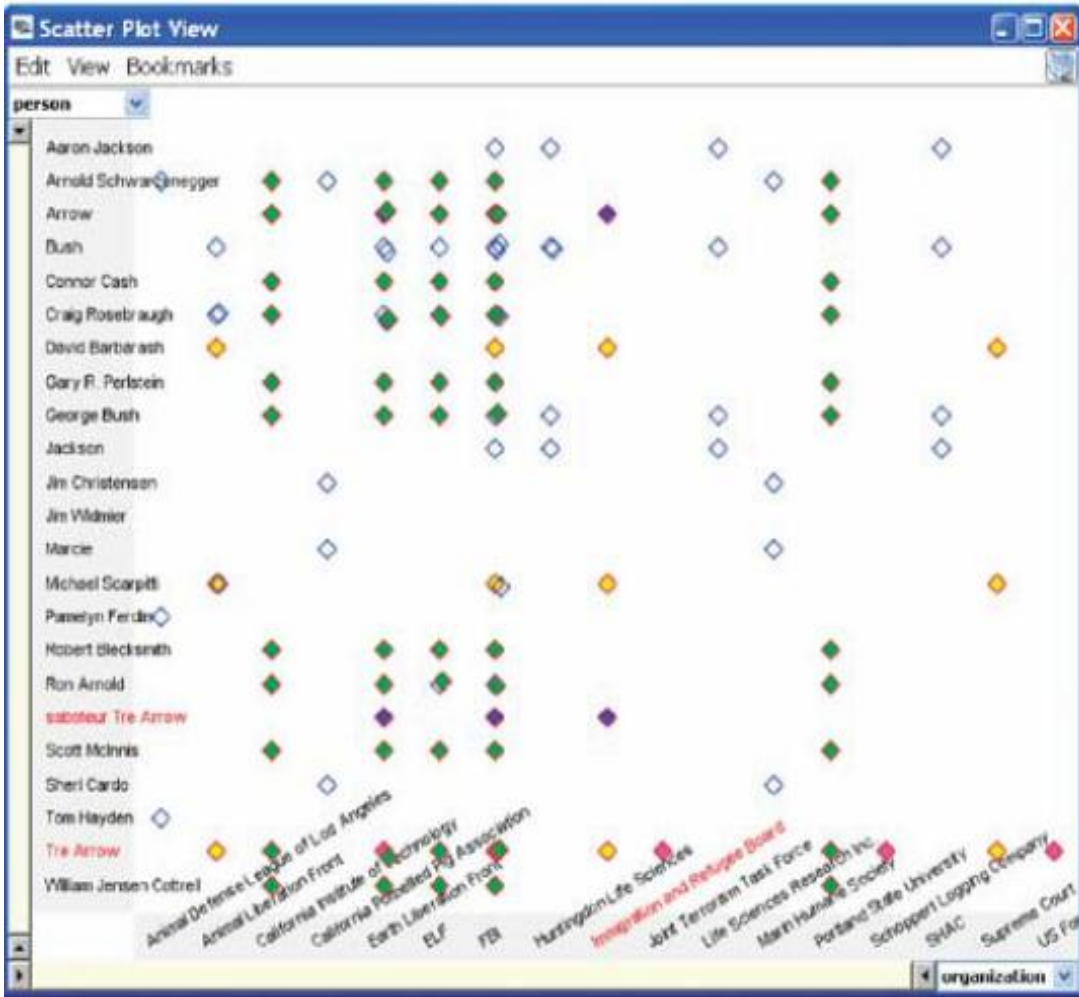 Scatter Plot View
Edit View Bookmarks
person
Aaron Jackson
Arnold Schwarzenegger
Arrow
Bush
Connor Cash
Craig Rosebraugh
David Barbarash
Gary R. Perlstein
George Bush
Jackson
Jim Christensen
Jim Widmier
Marcie
Michael Scarpitti
Pamelyn Ferdin
Robert Blecksmith
Ron Arnold
saboteur Tre Arrow
Scott McInnis
Sheri Cardo
Tom Hayden
Tre Arrow
William Jensen Cottrell
Animal Defense League of Los Angeles
Animal Liberation Front
California Institute of Technology
California Potbellied Pig Association
Earth Liberation Front
ELF
FBI
Huntingdon Life Sciences
Immigration and Refugee Board
Joint Terrorism Task Force
Life Sciences Research Inc.
Marin Humane Society
Portland State University
Schoppert Logging Company
SHAC
Supreme Court
US For
organization